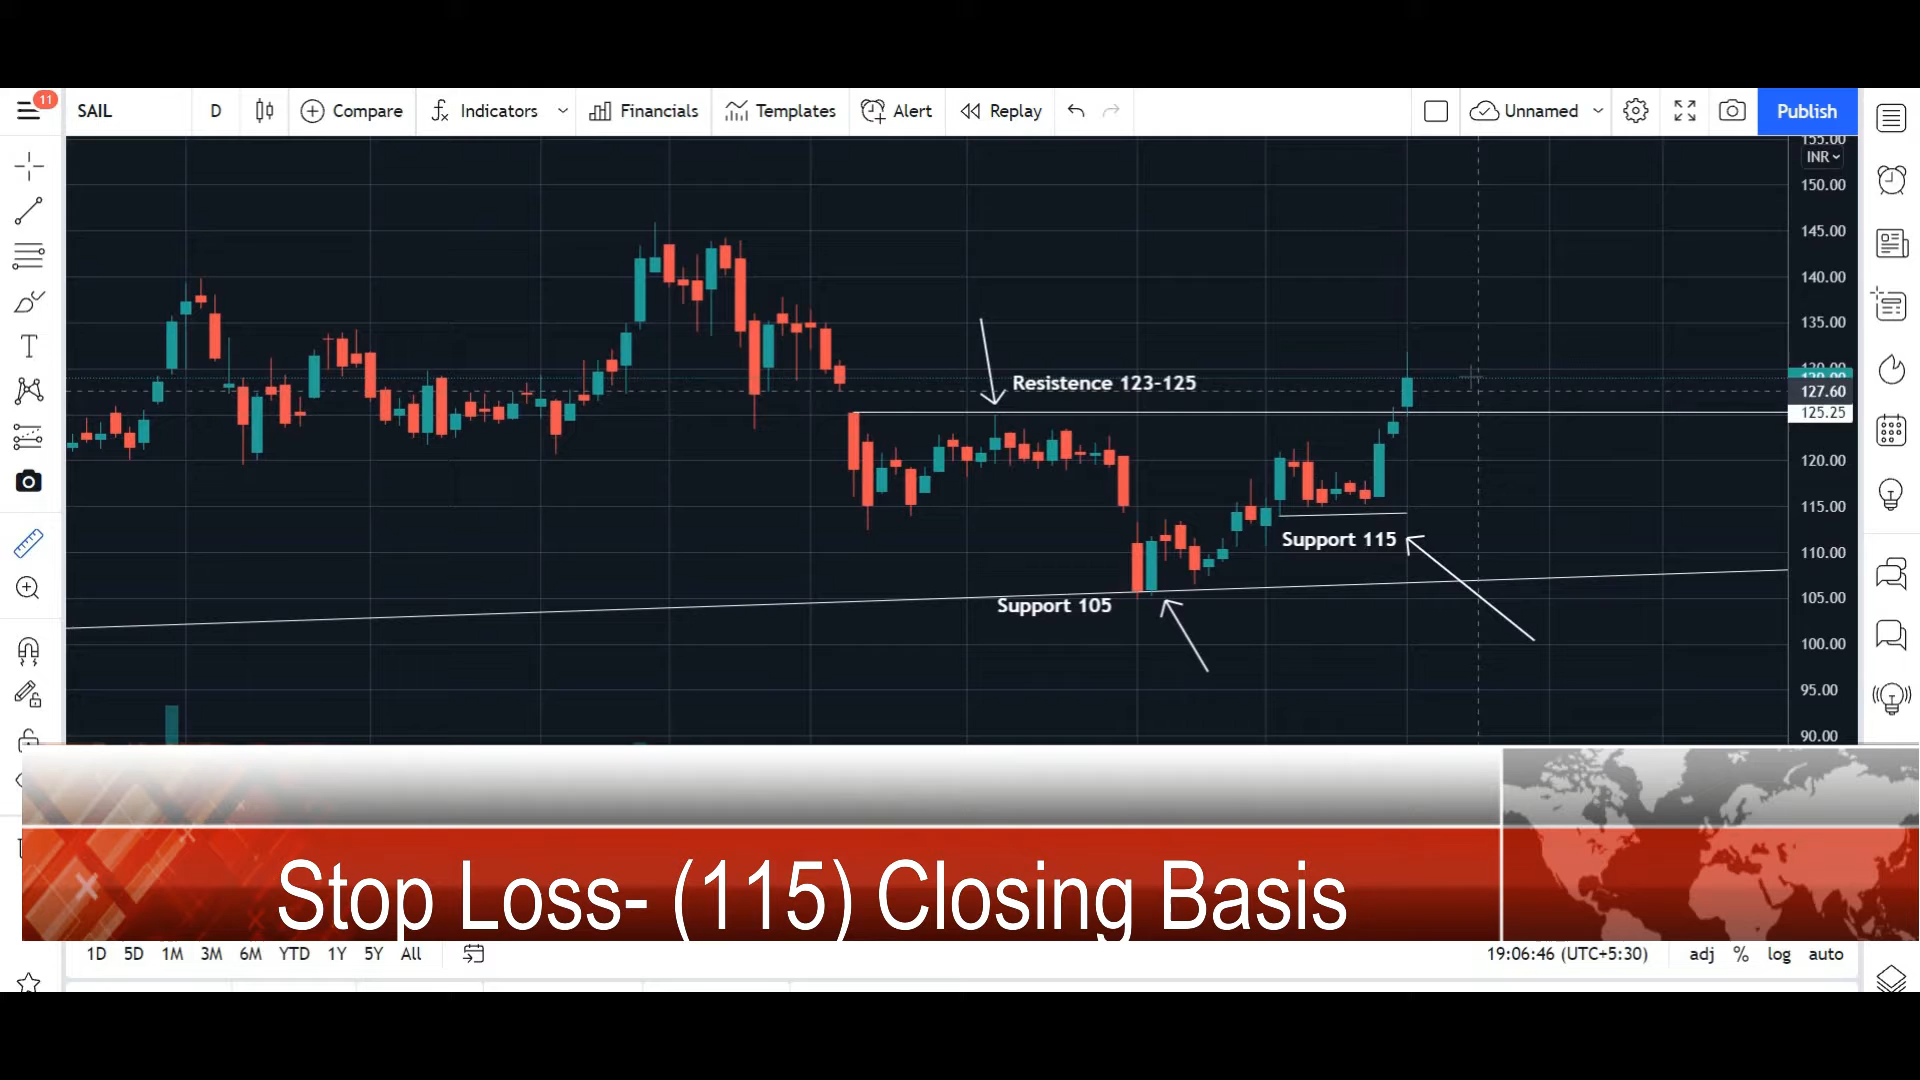 11
SAIL D Compare Indicators Financials Templates Alert Replay Unnamed Publish
155.00
INR
150.00
145.00
140.00
135.00
Resistence 123-125
127.60
125.25
120.00
115.00
Support 115
110.00
105.00
Support 105
100.00
95.00
90.00
Stop Loss- (115) Closing Basis
1D 5D 1M 3M 6M YTD 1Y 5Y All 19:06:46 (UTC+5:30) adj % log auto